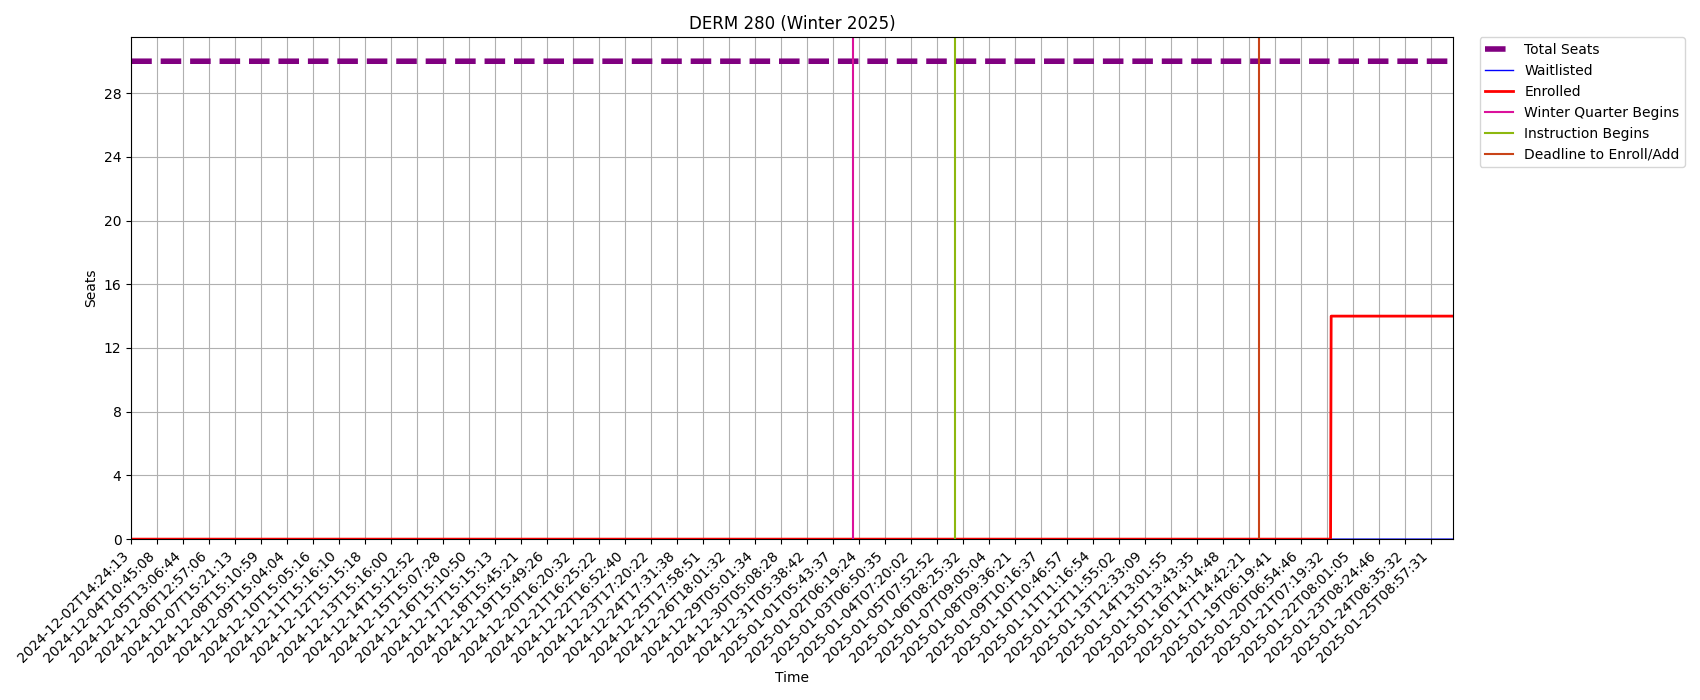 DERM 280 (Winter 2025)
Total Seats
Waitlisted
Enrolled
Winter Quarter Begins
Instruction Begins
Deadline to Enroll/Add
Seats
28
24
20
16
12
8
4
0
2024-12-02T14:24:13
2024-12-04T10:45:08
2024-12-05T13:06:44
2024-12-06T12:57:06
2024-12-07T15:21:13
2024-12-08T15:10:59
2024-12-09T15:04:04
2024-12-10T15:05:16
2024-12-11T15:16:10
2024-12-12T15:15:18
2024-12-13T15:16:00
2024-12-14T15:12:52
2024-12-15T15:07:28
2024-12-16T15:10:50
2024-12-17T15:15:13
2024-12-18T15:45:21
2024-12-19T15:49:26
2024-12-20T16:20:32
2024-12-21T16:25:22
2024-12-22T16:52:40
2024-12-23T17:20:22
2024-12-24T17:31:38
2024-12-25T17:58:51
2024-12-26T18:01:32
2024-12-29T05:01:34
2024-12-30T05:08:28
2024-12-31T05:38:42
2025-01-01T05:43:37
2025-01-02T06:19:24
2025-01-03T06:50:35
2025-01-04T07:20:02
2025-01-05T07:52:52
2025-01-06T08:25:32
2025-01-07T09:05:04
2025-01-08T09:36:21
2025-01-09T10:16:37
2025-01-10T10:46:57
2025-01-11T11:16:54
2025-01-12T11:55:02
2025-01-13T12:33:09
2025-01-14T13:01:55
2025-01-15T13:43:35
2025-01-16T14:14:48
2025-01-17T14:42:21
2025-01-19T06:19:41
2025-01-20T06:54:46
2025-01-21T07:19:32
2025-01-22T08:01:05
2025-01-23T08:24:46
2025-01-24T08:35:32
2025-01-25T08:57:31
Time